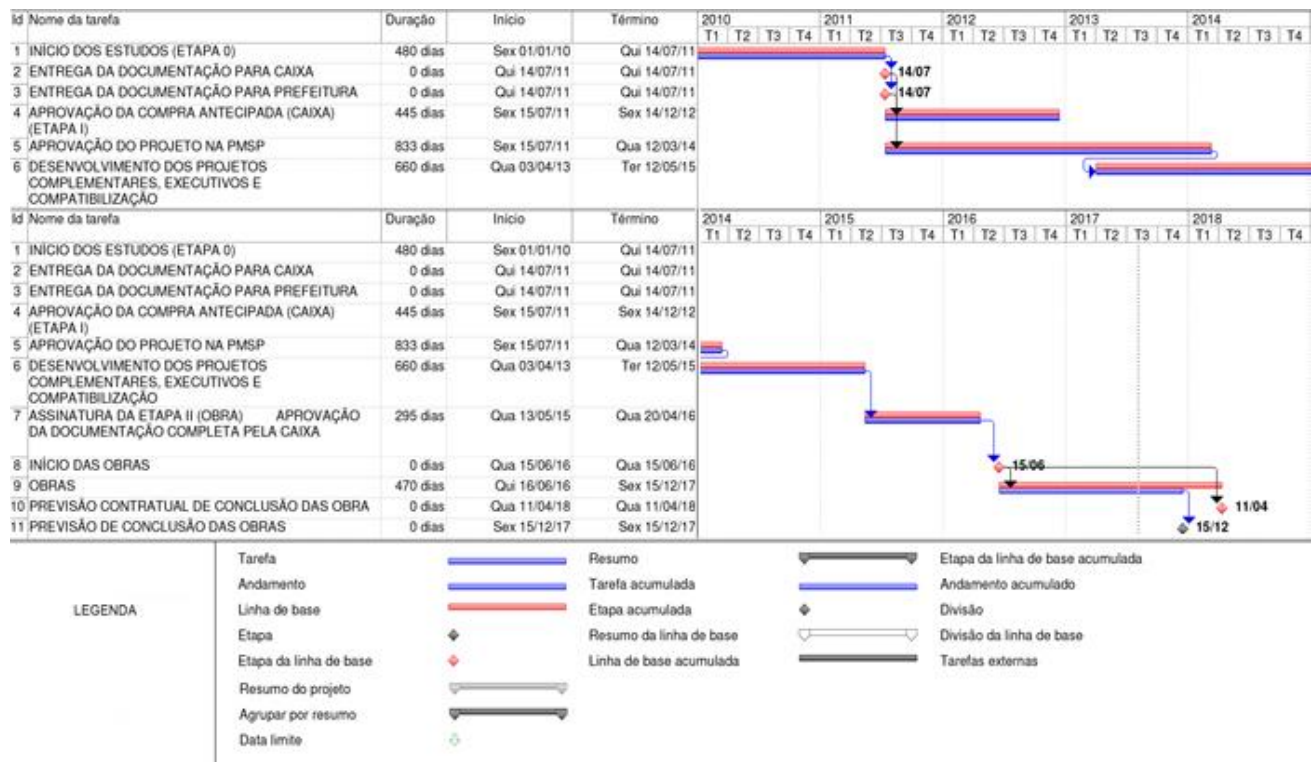 Id Nome da tarefa Duração Início Término 2010 2011 2012 2013 2014
T1 T2 T3 T4 T1 T2 T3 T4 T1 T2 T3 T4 T1 T2 T3 T4 T1 T2 T3 T4
1 INÍCIO DOS ESTUDOS (ETAPA 0) 480 dias Sex 01/01/10 Qui 14/07/11
2 ENTREGA DA DOCUMENTAÇÃO PARA CAIXA 0 dias Qui 14/07/11 Qui 14/07/11 14/07
3 ENTREGA DA DOCUMENTAÇÃO PARA PREFEITURA 0 dias Qui 14/07/11 Qui 14/07/11 14/07
4 APROVAÇÃO DA COMPRA ANTECIPADA (CAIXA) 445 dias Sex 15/07/11 Sex 14/12/12
(ETAPA I)
5 APROVAÇÃO DO PROJETO NA PMSP 833 dias Sex 15/07/11 Qua 12/03/14
6 DESENVOLVIMENTO DOS PROJETOS 660 dias Qua 03/04/13 Ter 12/05/15
COMPLEMENTARES, EXECUTIVOS E
COMPATIBILIZAÇÃO
Id Nome da tarefa Duração Início Término 2014 2015 2016 2017 2018
T1 T2 T3 T4 T1 T2 T3 T4 T1 T2 T3 T4 T1 T2 T3 T4 T1 T2 T3 T4
1 INÍCIO DOS ESTUDOS (ETAPA 0) 480 dias Sex 01/01/10 Qui 14/07/11
2 ENTREGA DA DOCUMENTAÇÃO PARA CAIXA 0 dias Qui 14/07/11 Qui 14/07/11
3 ENTREGA DA DOCUMENTAÇÃO PARA PREFEITURA 0 dias Qui 14/07/11 Qui 14/07/11
4 APROVAÇÃO DA COMPRA ANTECIPADA (CAIXA) 445 dias Sex 15/07/11 Sex 14/12/12
(ETAPA I)
5 APROVAÇÃO DO PROJETO NA PMSP 833 dias Sex 15/07/11 Qua 12/03/14
6 DESENVOLVIMENTO DOS PROJETOS 660 dias Qua 03/04/13 Ter 12/05/15
COMPLEMENTARES, EXECUTIVOS E
COMPATIBILIZAÇÃO
7 ASSINATURA DA ETAPA II (OBRA) APROVAÇÃO 295 dias Qua 13/05/15 Qua 20/04/16
DA DOCUMENTAÇÃO COMPLETA PELA CAIXA
8 INÍCIO DAS OBRAS 0 dias Qua 15/06/16 Qua 15/06/16 15/06
9 OBRAS 470 dias Qui 16/06/16 Sex 15/12/17
10 PREVISÃO CONTRATUAL DE CONCLUSÃO DAS OBRA 0 dias Qua 11/04/18 Qua 11/04/18 11/04
11 PREVISÃO DE CONCLUSÃO DAS OBRAS 0 dias Sex 15/12/17 Sex 15/12/17 15/12
LEGENDA
Tarefa Resumo Etapa da linha de base acumulada
Andamento Tarefa acumulada Andamento acumulado
Linha de base Etapa acumulada Divisão
Etapa Resumo da linha de base Divisão da linha de base
Etapa da linha de base Linha de base acumulada Tarefas externas
Resumo do projeto
Agrupar por resumo
Data limite